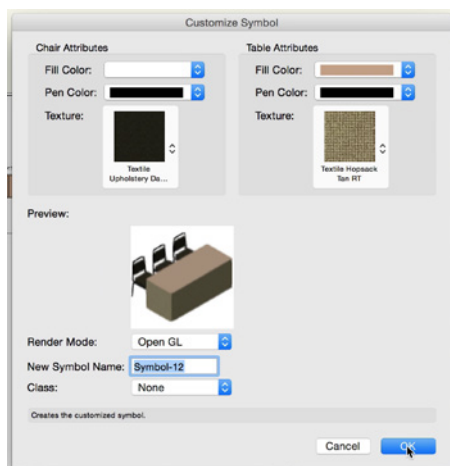 Customize Symbol
Chair Attributes
Fill Color:
Pen Color:
Texture:
Textile
Upholstery Da...
Table Attributes
Fill Color:
Pen Color:
Texture:
Textile Hopsack
Tan RT
Preview:
Render Mode: Open GL
New Symbol Name: Symbol-12
Class: None
Creates the customized symbol.
Cancel OK